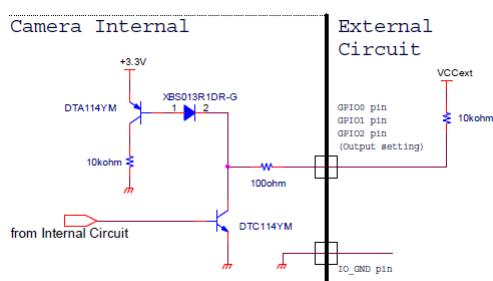 Camera Internal
External
Circuit
+3.3V
VCCext
XBS013R1DR-G
DTA114YM
1
2
GPIO0 pin
GPIO1 pin
GPIO2 pin
(Output setting)
10kohm
10kohm
100ohm
DTC114YM
from Internal Circuit
IO_GND pin